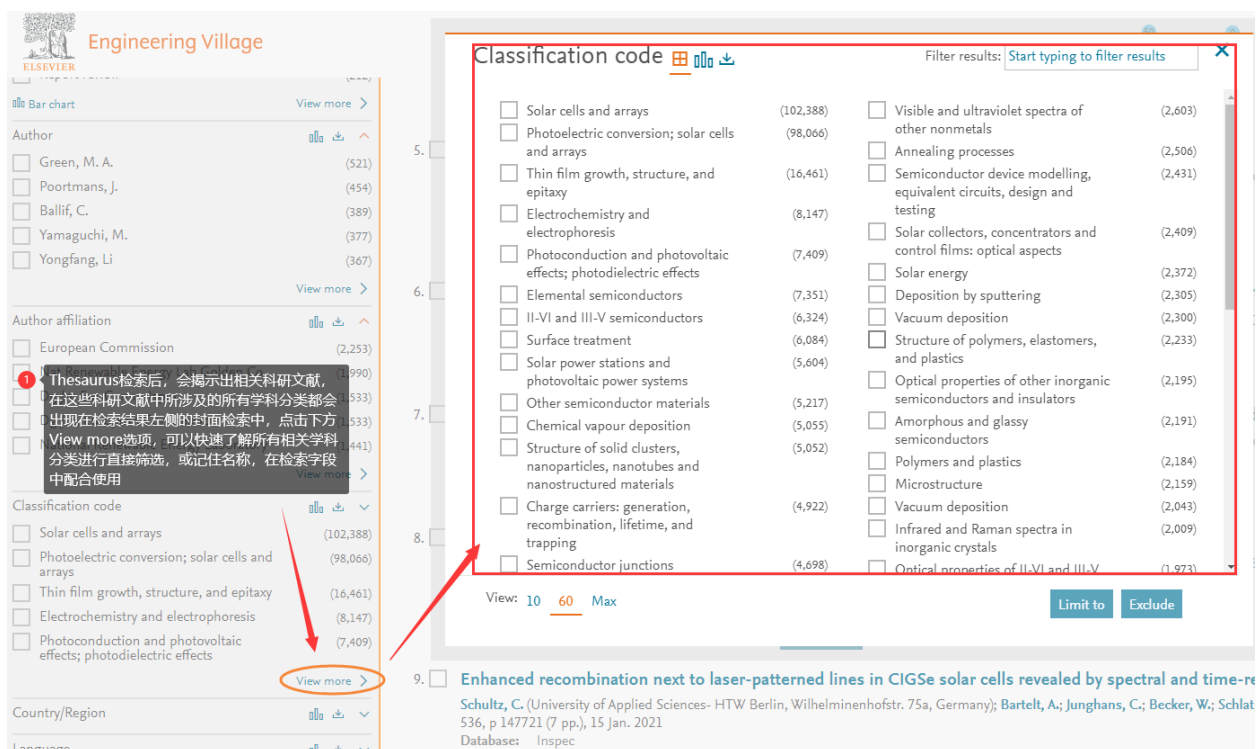 Engineering Village
ELSEVIER
Bar chart
View more >
Author
Green, M. A. (521)
Poortmans, J. (454)
Ballif, C. (389)
Yamaguchi, M. (377)
Yongfang, Li (367)
View more >
Author affiliation
European Commission (2,253)
1
Thesaurus检索后，会揭示出相关科研文献，
在这些科研文献中所涉及的所有学科分类都会
出现在检索结果左侧的封面检索中，点击下方
View more选项，可以快速了解所有相关学科
分类进行直接筛选，或记住名称，在检索字段
中配合使用
Classification code
Solar cells and arrays (102,388)
Photoelectric conversion; solar cells and (98,066)
arrays
Thin film growth, structure, and epitaxy (16,461)
Electrochemistry and electrophoresis (8,147)
Photoconduction and photovoltaic (7,409)
effects; photodielectric effects
View more >
Country/Region
Language
Classification code
Filter results: Start typing to filter results
Solar cells and arrays (102,388)
Photoelectric conversion; solar cells (98,066)
and arrays
Thin film growth, structure, and (16,461)
epitaxy
Electrochemistry and (8,147)
electrophoresis
Photoconduction and photovoltaic (7,409)
effects; photodielectric effects
Elemental semiconductors (7,351)
II-VI and III-V semiconductors (6,324)
Surface treatment (6,084)
Solar power stations and (5,604)
photovoltaic power systems
Other semiconductor materials (5,217)
Chemical vapour deposition (5,055)
Structure of solid clusters, (5,052)
nanoparticles, nanotubes and
nanostructured materials
Charge carriers: generation, (4,922)
recombination, lifetime, and
trapping
Semiconductor junctions (4,698)
Visible and ultraviolet spectra of (2,603)
other nonmetals
Annealing processes (2,506)
Semiconductor device modelling, (2,431)
equivalent circuits, design and
testing
Solar collectors, concentrators and (2,409)
control films: optical aspects
Solar energy (2,372)
Deposition by sputtering (2,305)
Vacuum deposition (2,300)
Structure of polymers, elastomers, (2,233)
and plastics
Optical properties of other inorganic (2,195)
semiconductors and insulators
Amorphous and glassy (2,191)
semiconductors
Polymers and plastics (2,184)
Microstructure (2,159)
Vacuum deposition (2,043)
Infrared and Raman spectra in (2,009)
inorganic crystals
Optical properties of II-VI and III-V (1,973)
View: 10 60 Max
Limit to Exclude
5.
6.
7.
8.
9. Enhanced recombination next to laser-patterned lines in CIGSe solar cells revealed by spectral and time-re
Schultz, C. (University of Applied Sciences- HTW Berlin, Wilhelminenhofstr. 75a, Germany); Bartelt, A.; Junghans, C.; Becker, W.; Schlat
536, p 147721 (7 pp.), 15 Jan. 2021
Database: Inspec